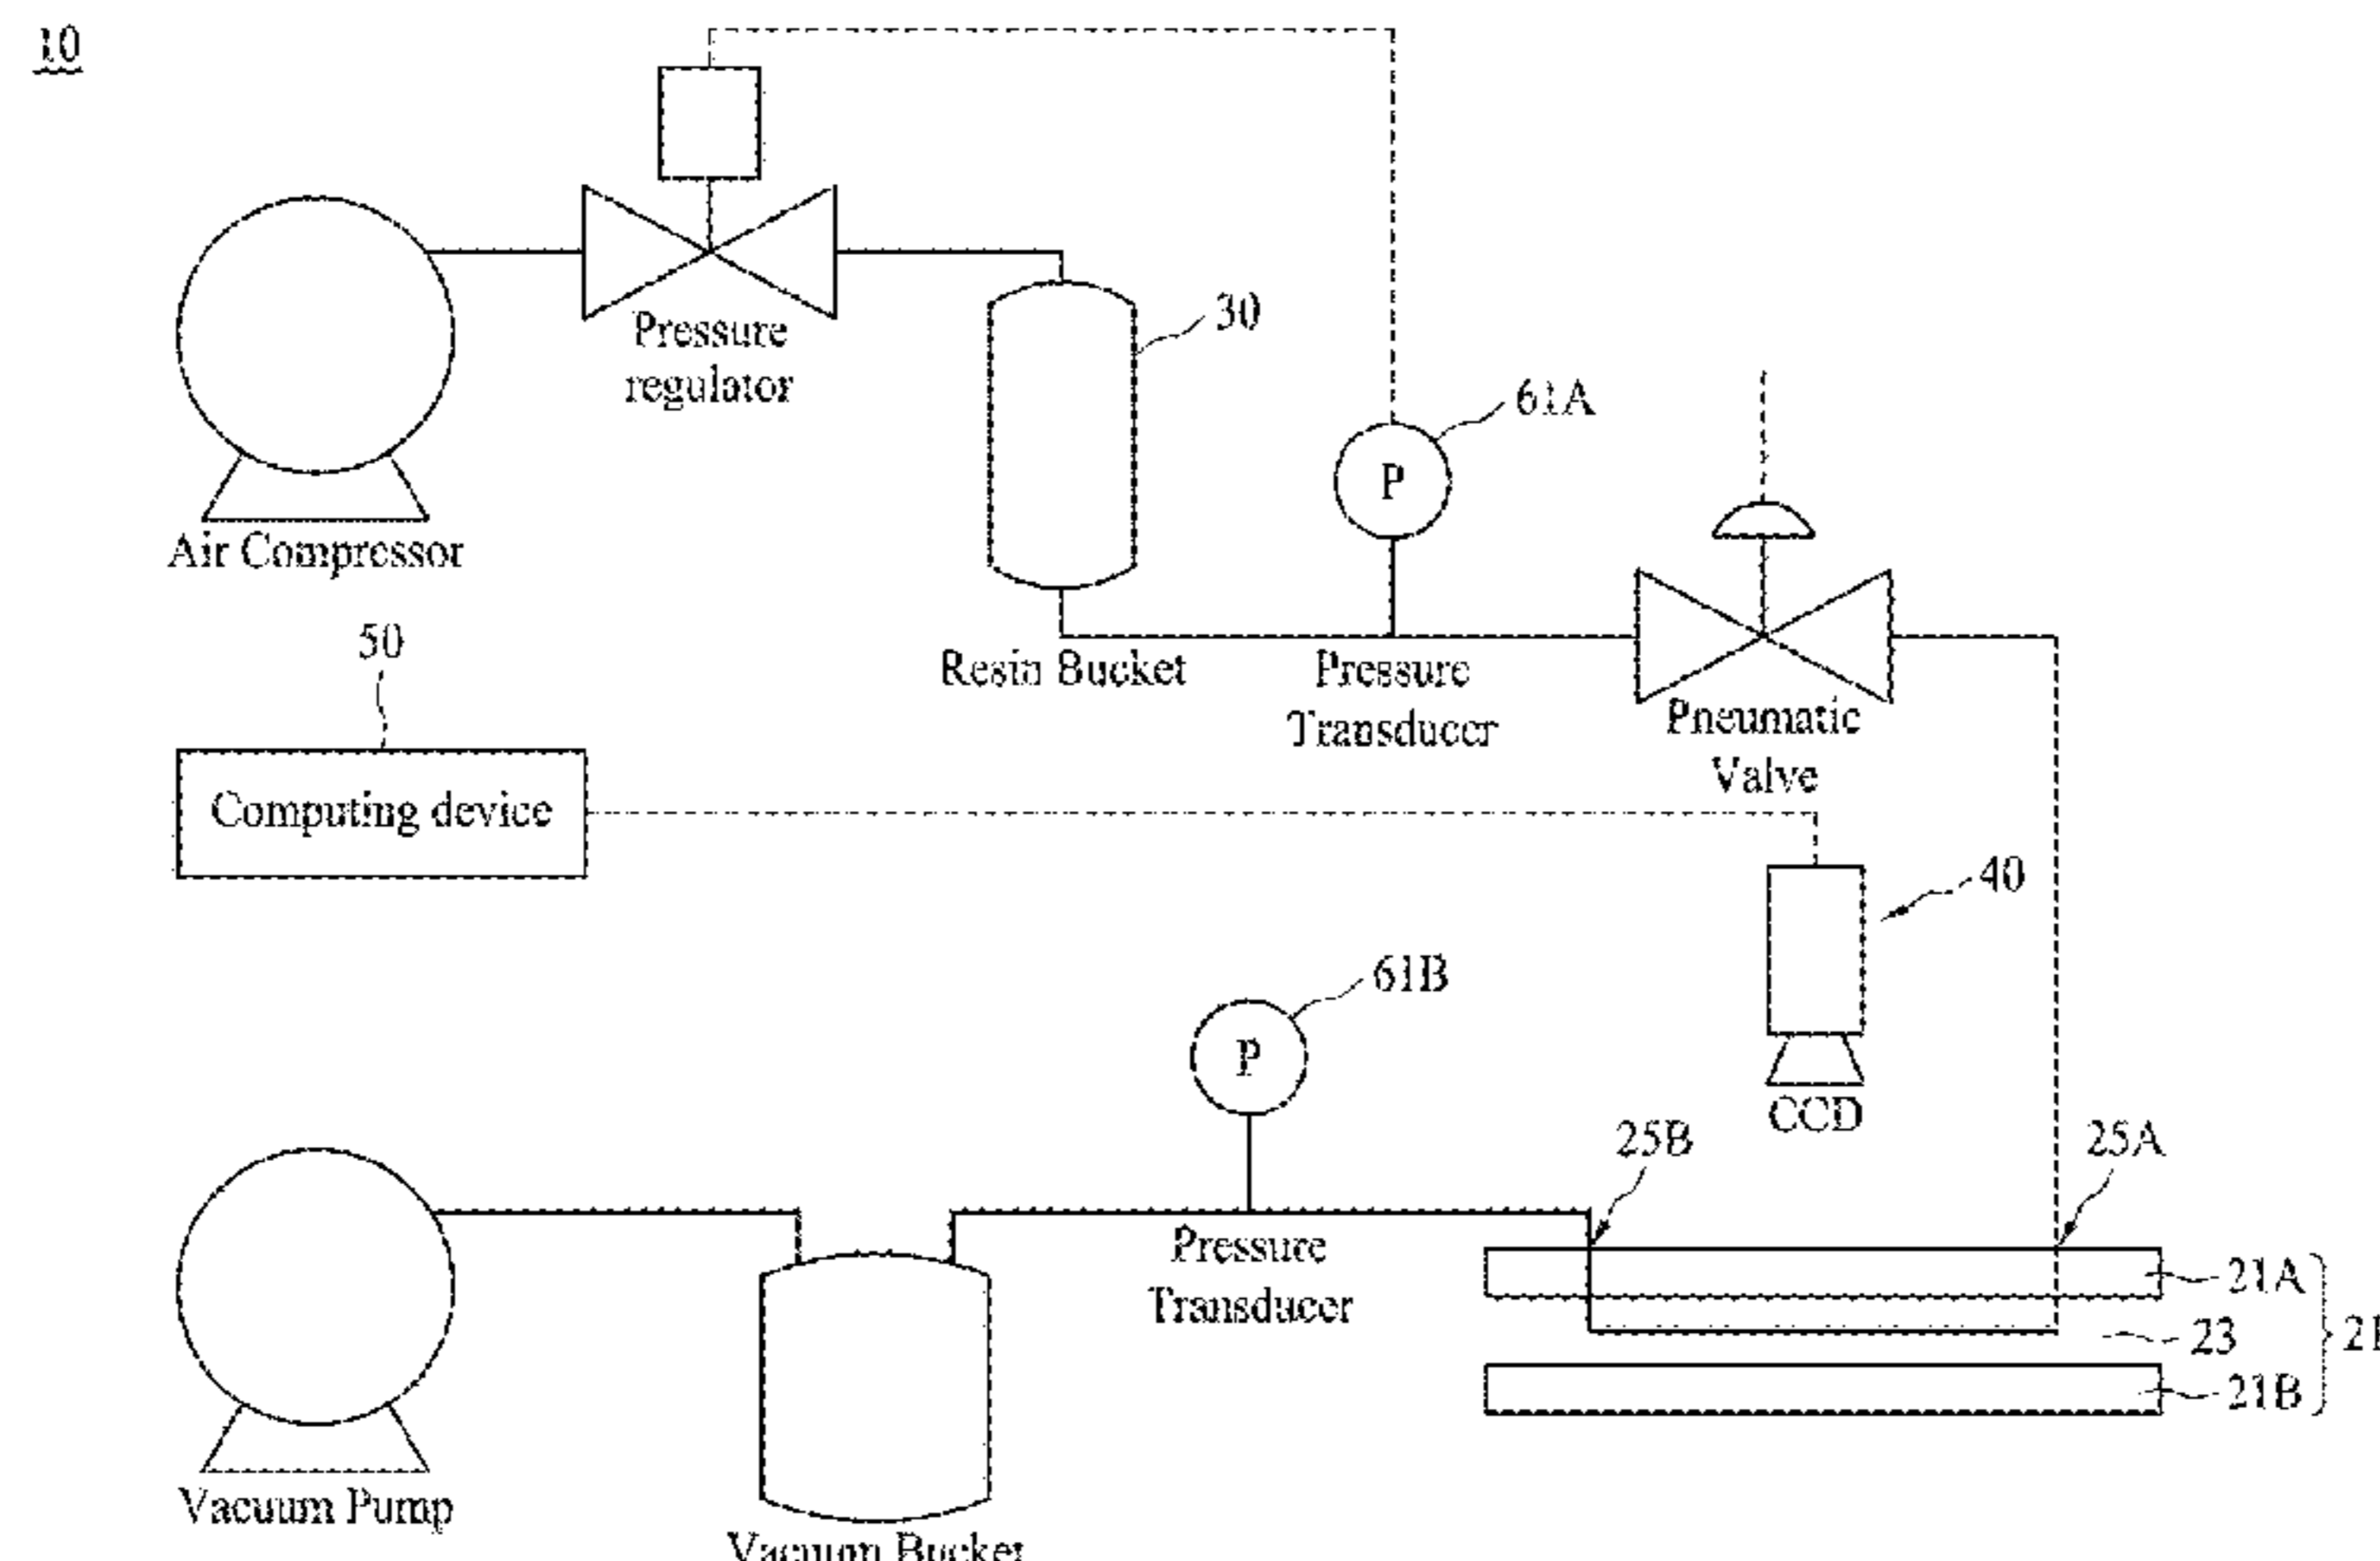 10
Pressure
regulator
30
61A
P
Air Compressor
50
Resin Bucket
Pressure
Transducer
Pneumatic
Valve
Computing device
40
61B
P
CCD
25B
25A
Pressure
Transducer
21A
23
21
21B
Vacuum Pump
Vacuum Bucket